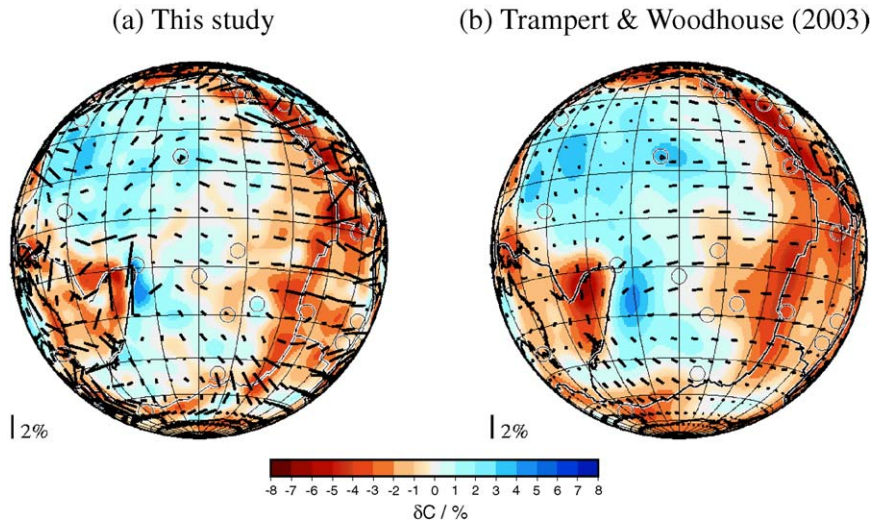 (a) This study
(b) Trampert & Woodhouse (2003)
2%
2%
-8 -7 -6 -5 -4 -3 -2 -1 0 1 2 3 4 5 6 7 8
δC / %